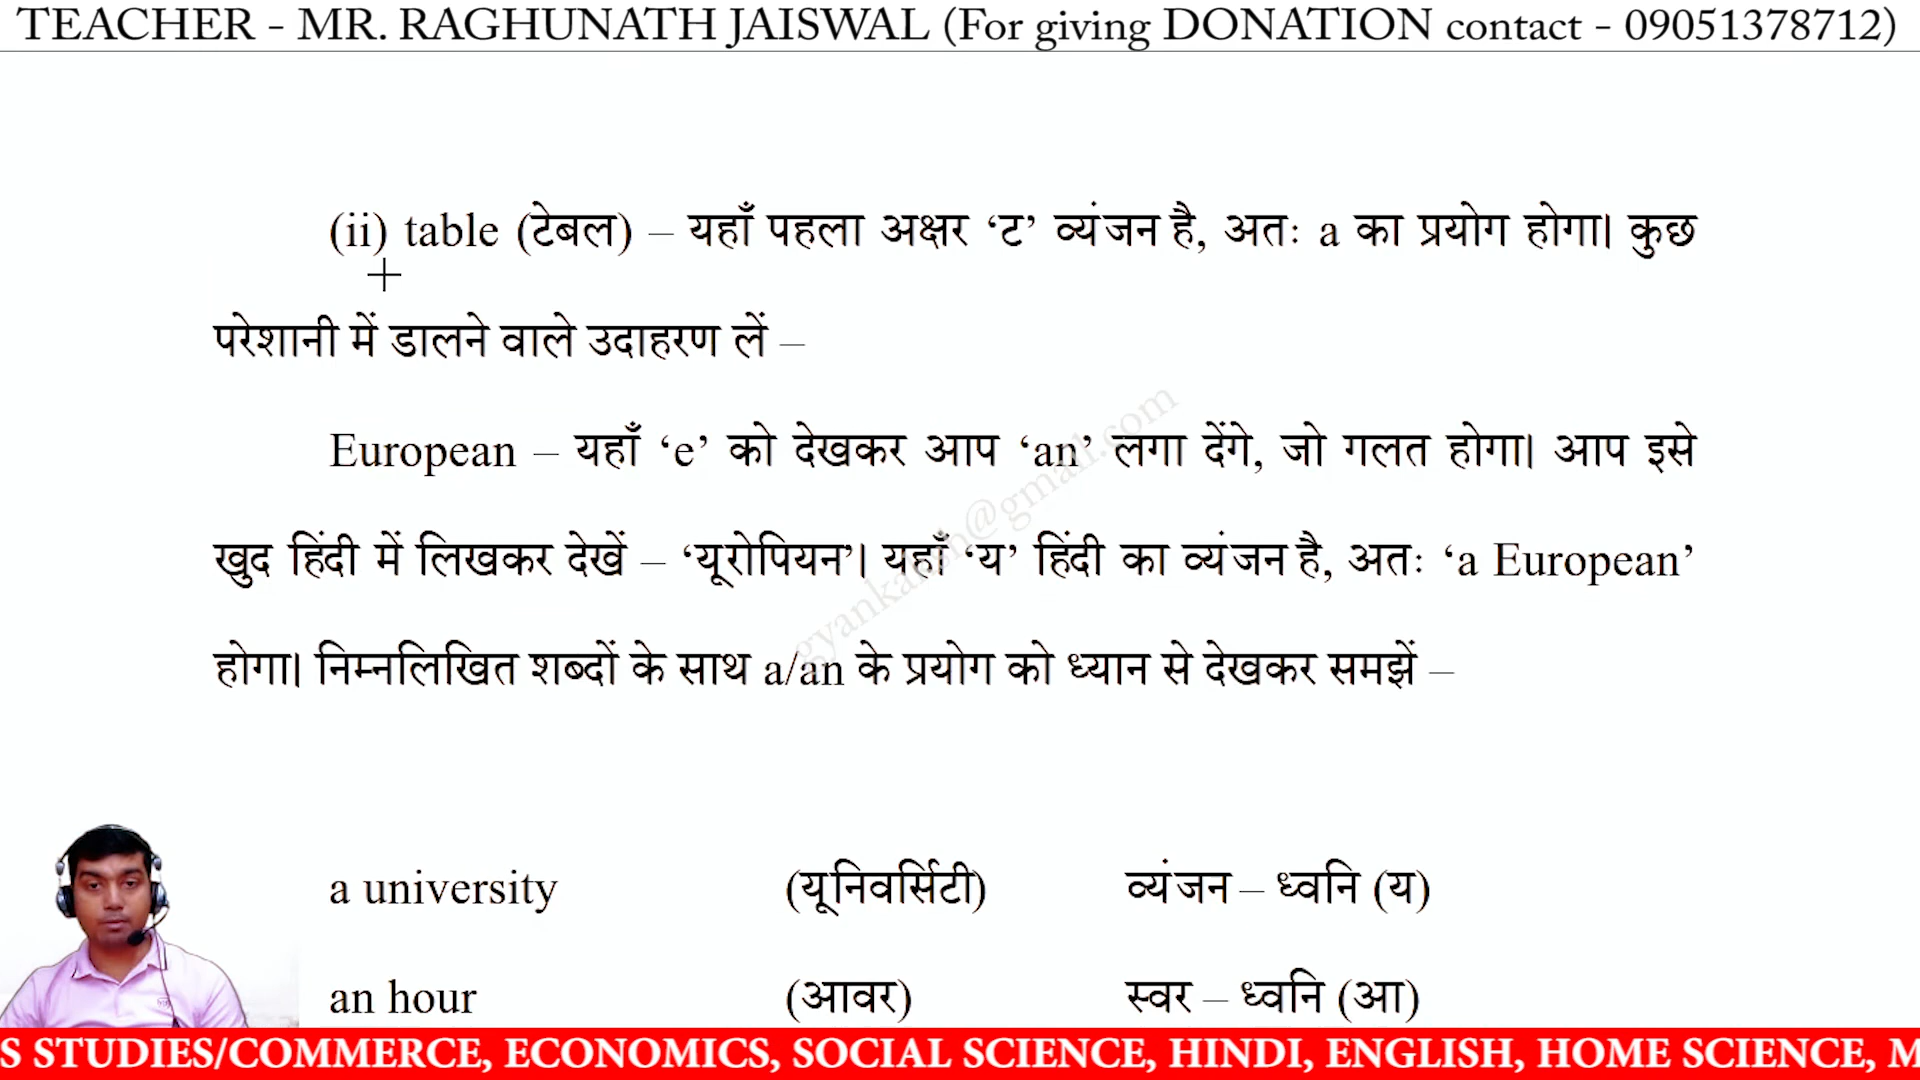 TEACHER - MR. RAGHUNATH JAISWAL (For giving DONATION contact - 09051378712)
(ii) table (टेबल) – यहाँ पहला अक्षर ‘ट’ व्यंजन है, अतः a का प्रयोग होगा। कुछ
परेशानी में डालने वाले उदाहरण लें –
European – यहाँ ‘e’ को देखकर आप ‘an’ लगा देंगे, जो गलत होगा। आप इसे
खुद हिंदी में लिखकर देखें – ‘यूरोपियन’। यहाँ ‘य’ हिंदी का व्यंजन है, अतः ‘a European’
होगा। निम्नलिखित शब्दों के साथ a/an के प्रयोग को ध्यान से देखकर समझें –
gyankaksh@gmail.com
a university (यूनिवर्सिटी) व्यंजन – ध्वनि (य)
an hour (आवर) स्वर – ध्वनि (आ)
S STUDIES/COMMERCE, ECONOMICS, SOCIAL SCIENCE, HINDI, ENGLISH, HOME SCIENCE, M